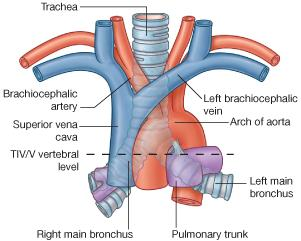 Trachea
Brachiocephalic
artery
Left brachiocephalic
vein
Superior vena
cava
Arch of aorta
TIV/V vertebral
level
Left main
bronchus
Right main bronchus
Pulmonary trunk